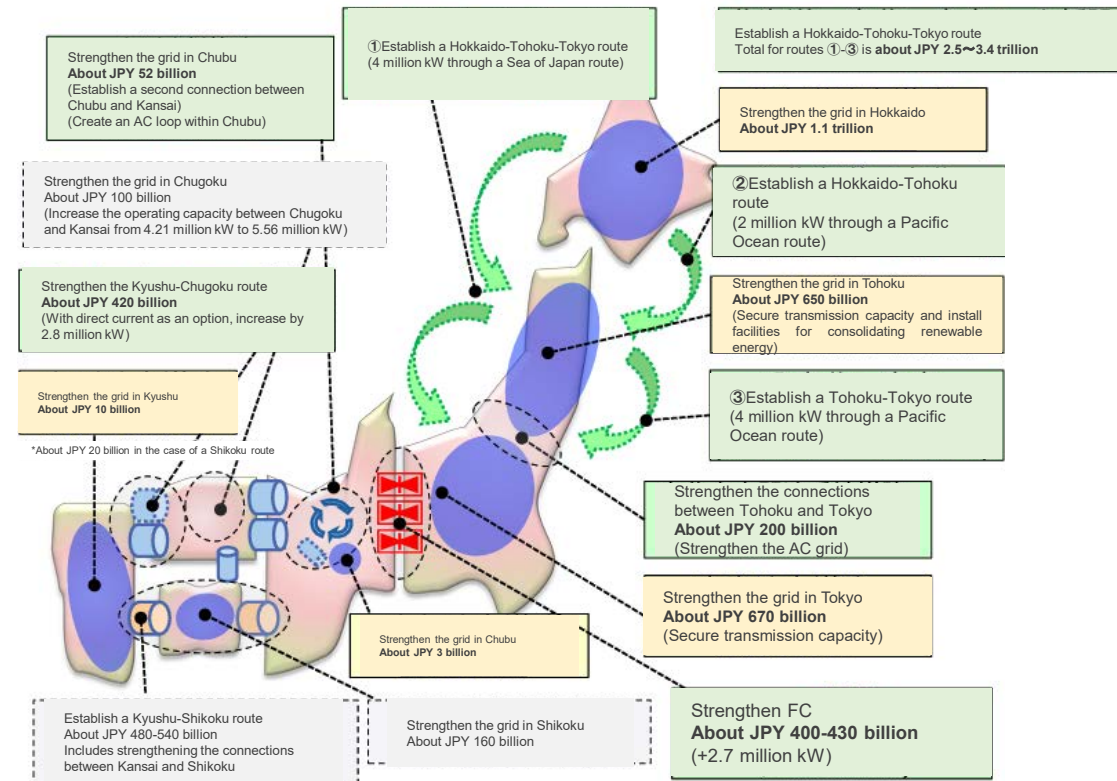 ①Establish a Hokkaido-Tohoku-Tokyo route
(4 million kW through a Sea of Japan route)
Establish a Hokkaido-Tohoku-Tokyo route
Total for routes ①-③ is about JPY 2.5〜3.4 trillion
Strengthen the grid in Chubu
About JPY 52 billion
(Establish a second connection between
Chubu and Kansai)
(Create an AC loop within Chubu)
Strengthen the grid in Hokkaido
About JPY 1.1 trillion
Strengthen the grid in Chugoku
About JPY 100 billion
(Increase the operating capacity between Chugoku
and Kansai from 4.21 million kW to 5.56 million kW)
②Establish a Hokkaido-Tohoku
route
(2 million kW through a Pacific
Ocean route)
Strengthen the Kyushu-Chugoku route
About JPY 420 billion
(With direct current as an option, increase by
2.8 million kW)
Strengthen the grid in Tohoku
About JPY 650 billion
(Secure transmission capacity and install
facilities for consolidating renewable
energy)
Strengthen the grid in Kyushu
About JPY 10 billion
*About JPY 20 billion in the case of a Shikoku route
③Establish a Tohoku-Tokyo route
(4 million kW through a Pacific
Ocean route)
Strengthen the connections
between Tohoku and Tokyo
About JPY 200 billion
(Strengthen the AC grid)
Strengthen the grid in Tokyo
About JPY 670 billion
(Secure transmission capacity)
Strengthen the grid in Chubu
About JPY 3 billion
Establish a Kyushu-Shikoku route
About JPY 480-540 billion
Includes strengthening the connections
between Kansai and Shikoku
Strengthen the grid in Shikoku
About JPY 160 billion
Strengthen FC
About JPY 400-430 billion
(+2.7 million kW)